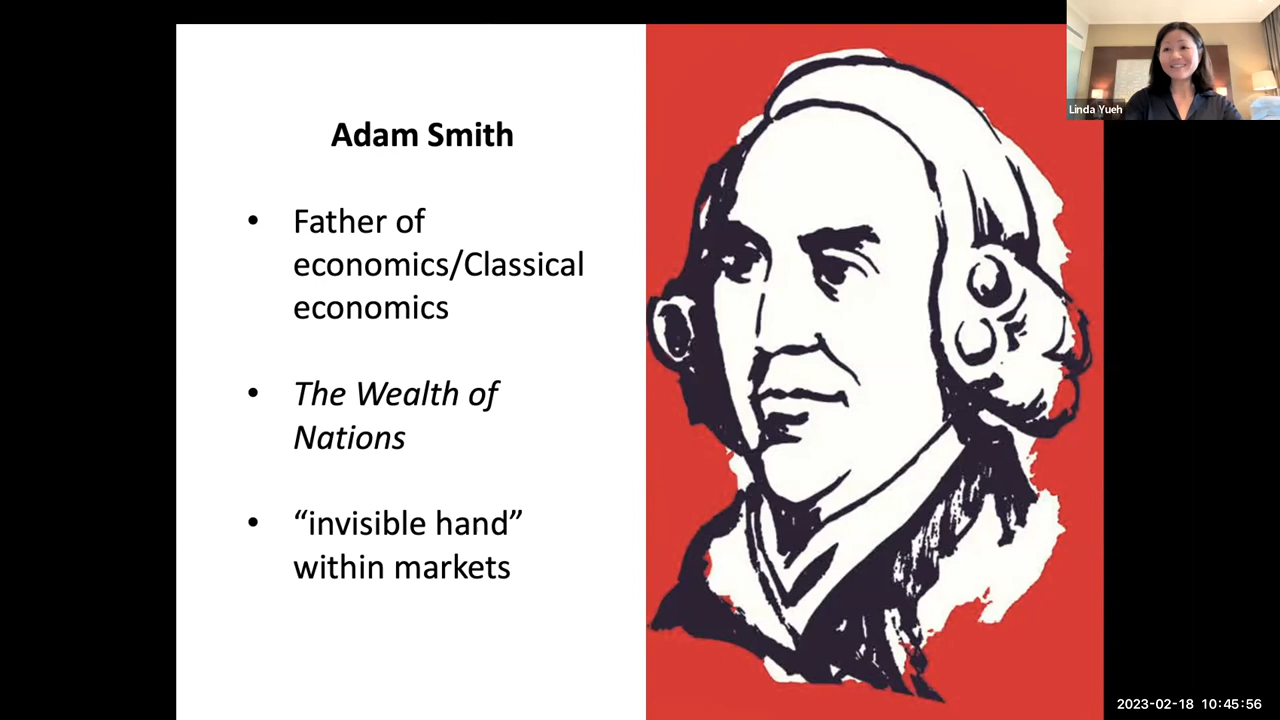 Adam Smith
• Father of
economics/Classical
economics
• The Wealth of
Nations
• “invisible hand”
within markets
Linda Yueh
2023-02-18 10:45:56